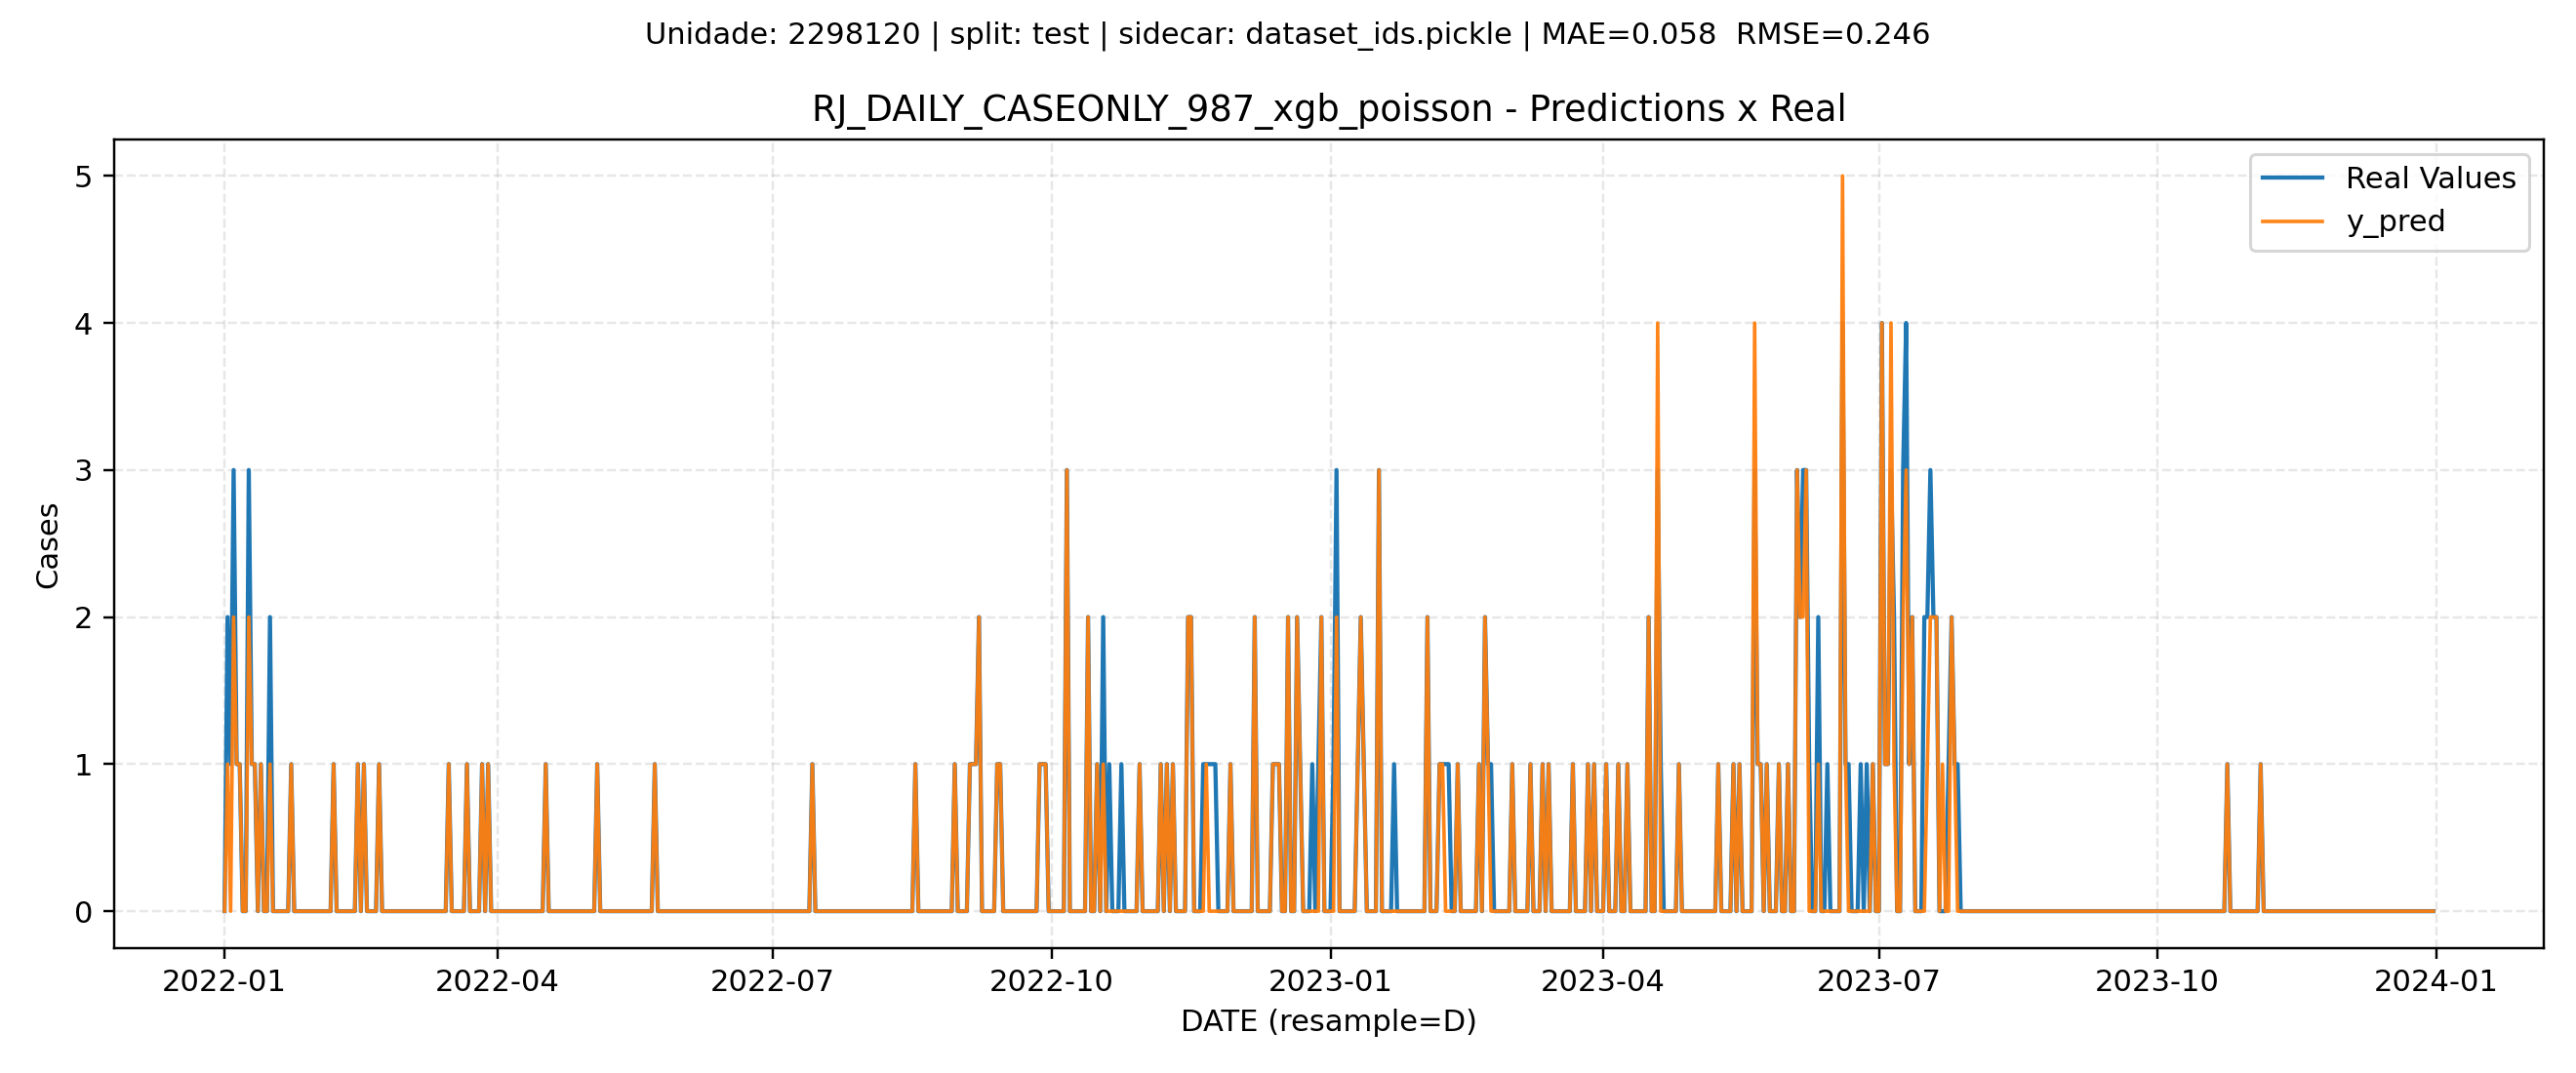 Unidade: 2298120 | split: test | sidecar: dataset_ids.pickle | MAE=0.058  RMSE=0.246
RJ_DAILY_CASEONLY_987_xgb_poisson - Predictions x Real
Real Values
y_pred
5
4
3
2
1
0
Cases
2022-01 2022-04 2022-07 2022-10 2023-01 2023-04 2023-07 2023-10 2024-01
DATE (resample=D)